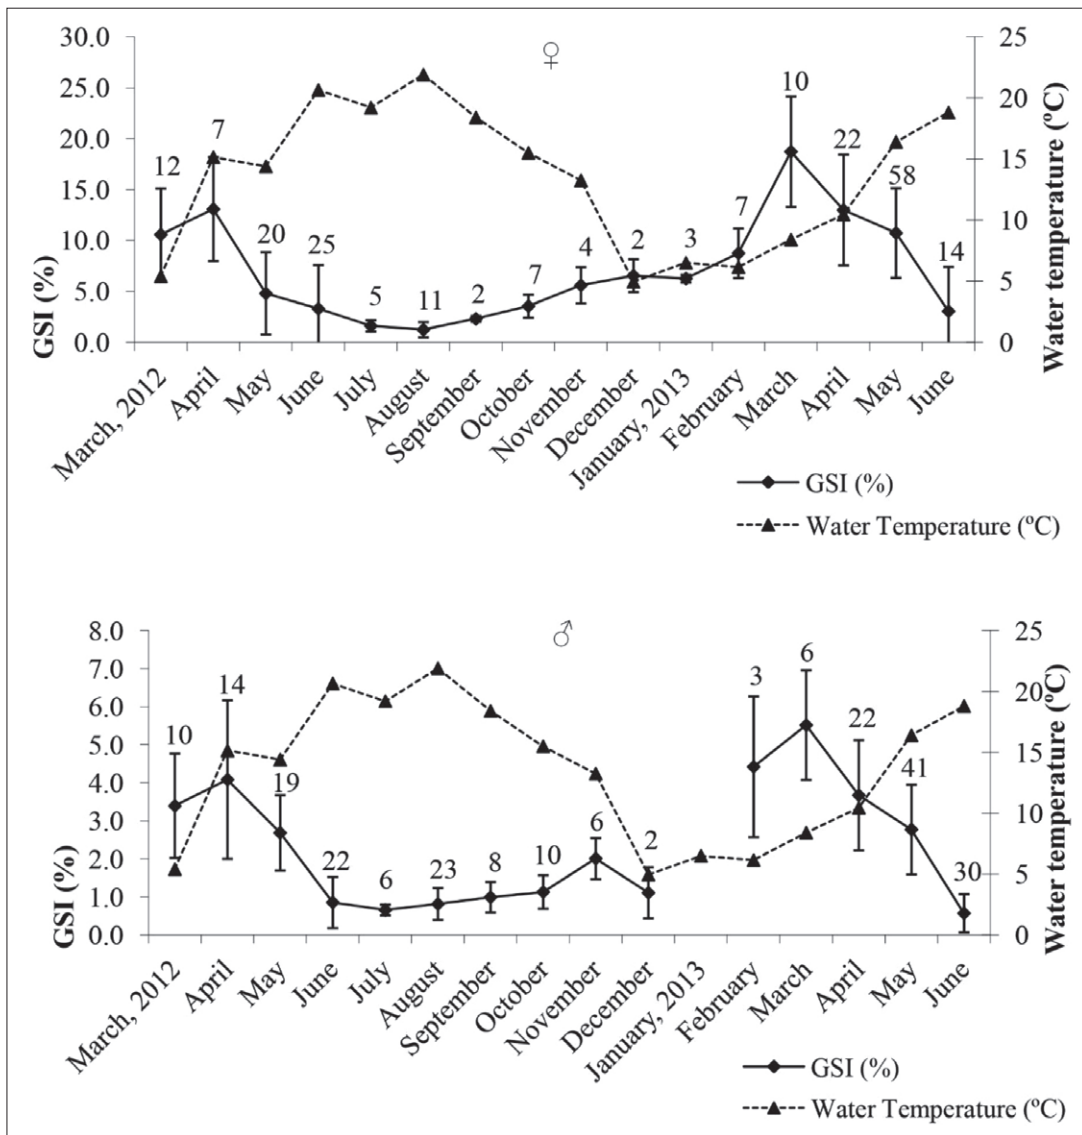 ♀
30.0
25.0
20.0
15.0
10.0
5.0
0.0
GSI (%)
25
20
15
10
5
0
Water temperature (ºC)
12
7
20
25
5
11
2
7
4
2
3
7
10
22
58
14
March, 2012
April
May
June
July
August
September
October
November
December
January, 2013
February
March
April
May
June
GSI (%)
Water Temperature (ºC)
♂
8.0
7.0
6.0
5.0
4.0
3.0
2.0
1.0
0.0
GSI (%)
25
20
15
10
5
0
Water temperature (ºC)
10
14
19
22
6
23
8
10
6
2
3
6
22
41
30
March, 2012
April
May
June
July
August
September
October
November
December
January, 2013
February
March
April
May
June
GSI (%)
Water Temperature (ºC)